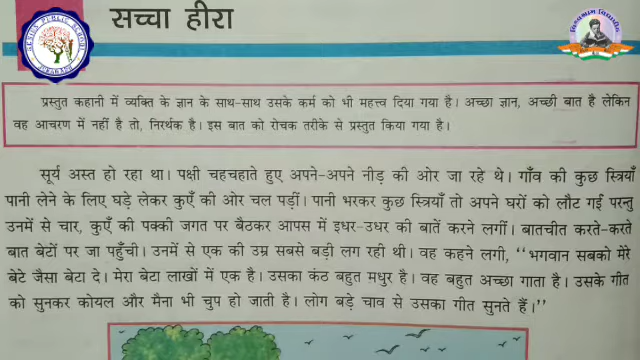 सच्चा हीरा
प्रस्तुत कहानी में व्यक्ति के ज्ञान के साथ-साथ उसके कर्म को भी महत्त्व दिया गया है। अच्छा ज्ञान, अच्छी बात है लेकिन
वह आचरण में नहीं है तो, निरर्थक है। इस बात को रोचक तरीके से प्रस्तुत किया गया है।
सूर्य अस्त हो रहा था। पक्षी चहचहाते हुए अपने-अपने नीड़ की ओर जा रहे थे। गाँव की कुछ स्त्रियाँ
पानी लेने के लिए घड़े लेकर कुएँ की ओर चल पड़ीं। पानी भरकर कुछ स्त्रियाँ तो अपने घरों को लौट गईं परन्तु
उनमें से चार, कुएँ की पक्की जगत पर बैठकर आपस में इधर-उधर की बातें करने लगीं। बातचीत करते-करते
बात बेटों पर जा पहुँची। उनमें से एक की उम्र सबसे बड़ी लग रही थी। वह कहने लगी, ‘‘भगवान सबको मेरे
बेटे जैसा बेटा दे। मेरा बेटा लाखों में एक है। उसका कंठ बहुत मधुर है। वह बहुत अच्छा गाता है। उसके गीत
को सुनकर कोयल और मैना भी चुप हो जाती है। लोग बड़े चाव से उसका गीत सुनते हैं।’’